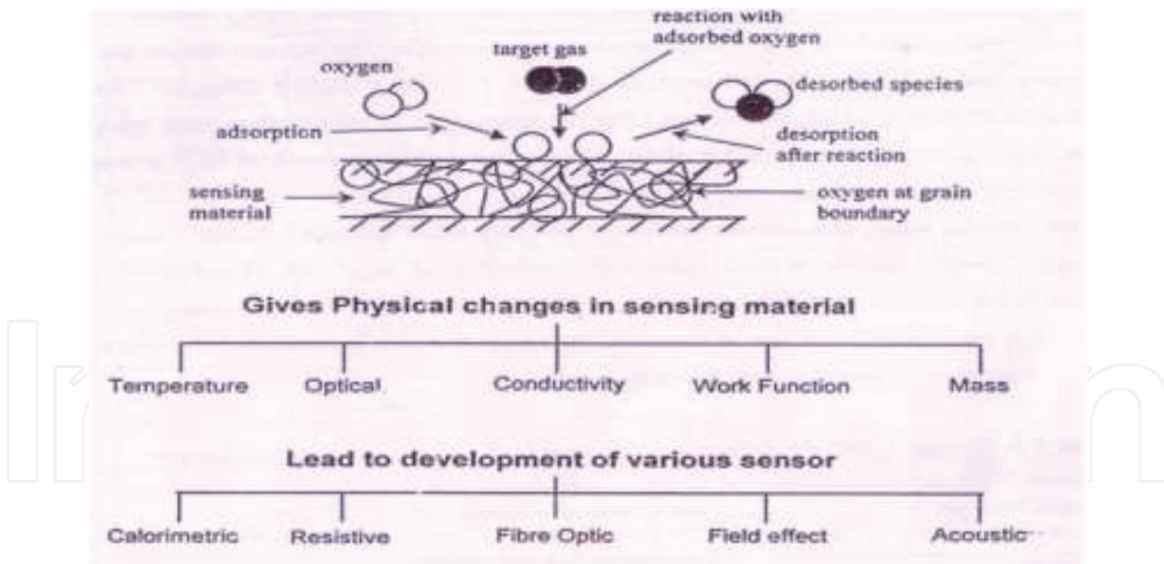 reaction with
adsorbed oxygen
target gas
oxygen
desorbed species
adsorption
desorption
after reaction
sensing
material
oxygen at grain
boundary
Gives Physical changes in sensing material
Temperature Optical Conductivity Work Function Mass
Lead to development of various sensor
Calorimetric Resistive Fibre Optic Field effect Acoustic